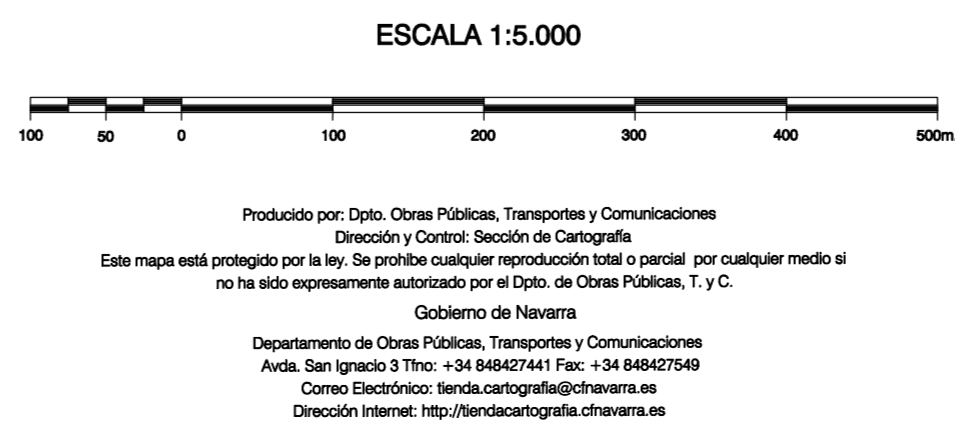 ESCALA 1:5.000
100 50 0 100 200 300 400 500m.
Producido por: Dpto. Obras Públicas, Transportes y Comunicaciones
Dirección y Control: Sección de Cartografía
Este mapa está protegido por la ley. Se prohibe cualquier reproducción total o parcial por cualquier medio si
no ha sido expresamente autorizado por el Dpto. de Obras Públicas, T. y C.
Gobierno de Navarra
Departamento de Obras Públicas, Transportes y Comunicaciones
Avda. San Ignacio 3 Tfno: +34 848427441 Fax: +34 848427549
Correo Electrónico: tienda.cartografia@cfnavarra.es
Dirección Internet: http://tiendacartografia.cfnavarra.es